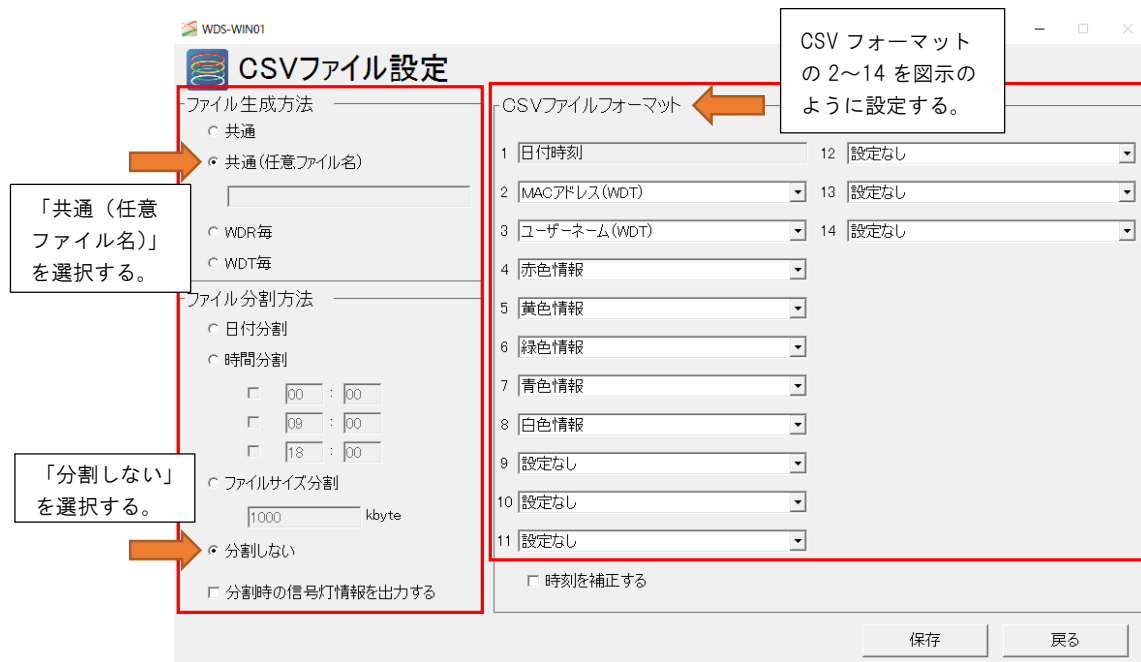 WDS-WIN01
CSVファイル設定
CSV フォーマット
の 2～14 を図示の
ように設定する。
ファイル生成方法
共通
共通(任意ファイル名)
「共通（任意
ファイル名）」
を選択する。
WDR毎
WDT毎
ファイル分割方法
日付分割
時間分割
00 : 00
09 : 00
18 : 00
ファイルサイズ分割
1000 kbyte
「分割しない」
を選択する。
分割しない
分割時の信号灯情報を出力する
CSVファイルフォーマット
1 日付時刻
2 MACアドレス(WDT)
3 ユーザーネーム(WDT)
4 赤色情報
5 黄色情報
6 緑色情報
7 青色情報
8 白色情報
9 設定なし
10 設定なし
11 設定なし
12 設定なし
13 設定なし
14 設定なし
時刻を補正する
保存
戻る